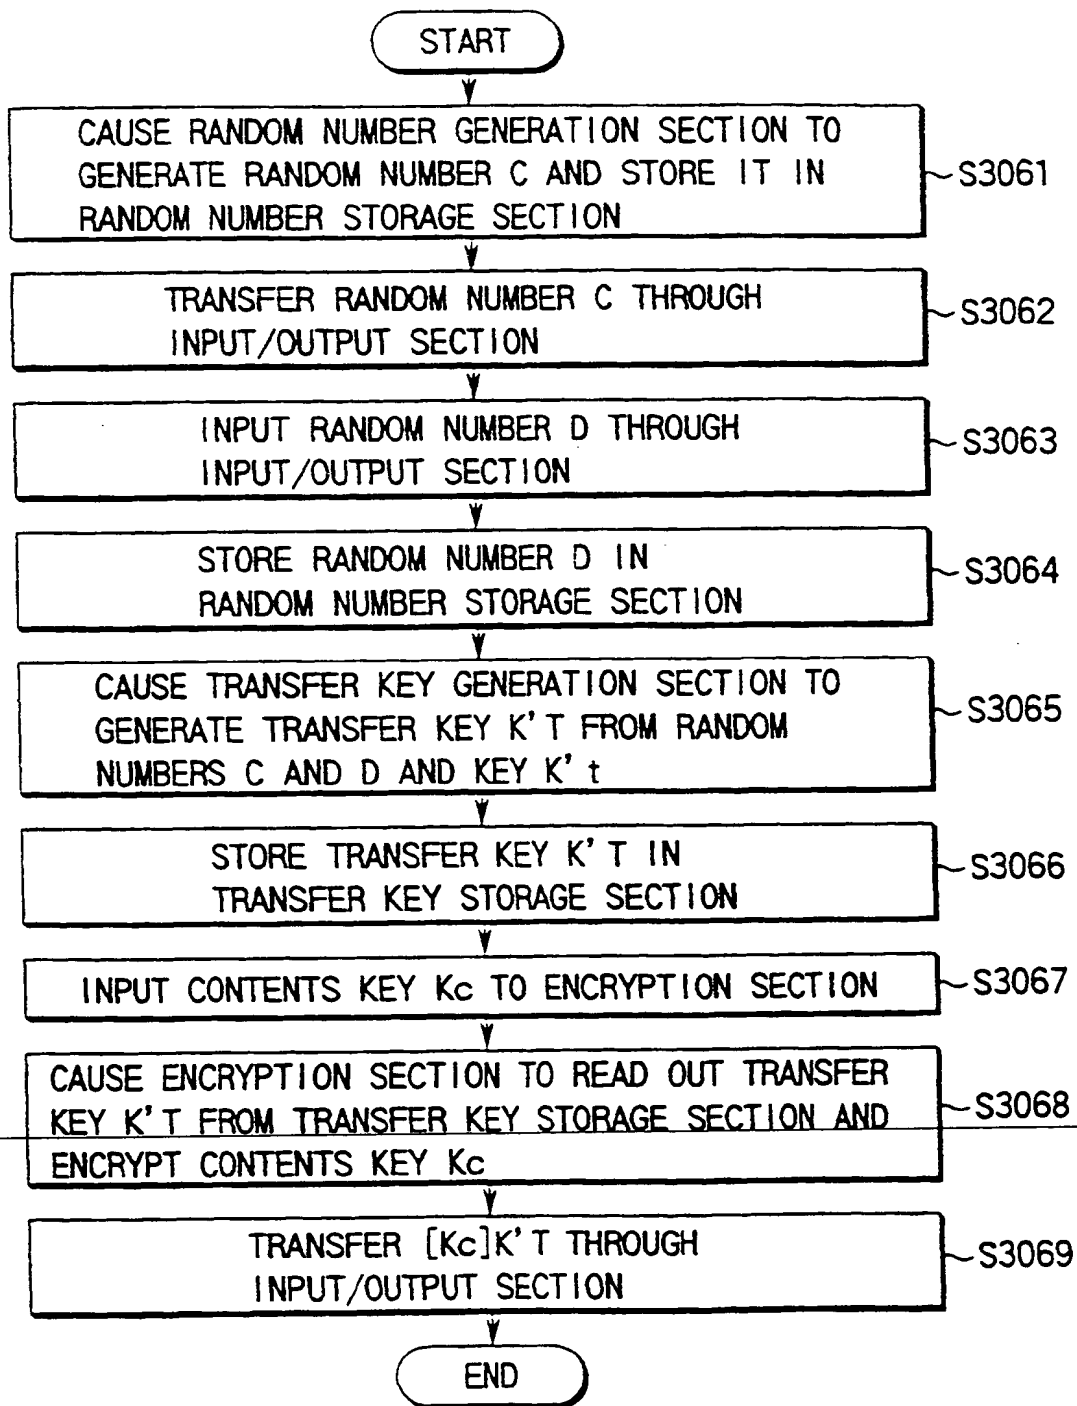 START
CAUSE RANDOM NUMBER GENERATION SECTION TO
GENERATE RANDOM NUMBER C AND STORE IT IN
RANDOM NUMBER STORAGE SECTION
S3061
TRANSFER RANDOM NUMBER C THROUGH
INPUT/OUTPUT SECTION
S3062
INPUT RANDOM NUMBER D THROUGH
INPUT/OUTPUT SECTION
S3063
STORE RANDOM NUMBER D IN
RANDOM NUMBER STORAGE SECTION
S3064
CAUSE TRANSFER KEY GENERATION SECTION TO
GENERATE TRANSFER KEY K'T FROM RANDOM
NUMBERS C AND D AND KEY K't
S3065
STORE TRANSFER KEY K'T IN
TRANSFER KEY STORAGE SECTION
S3066
INPUT CONTENTS KEY Kc TO ENCRYPTION SECTION
S3067
CAUSE ENCRYPTION SECTION TO READ OUT TRANSFER
KEY K'T FROM TRANSFER KEY STORAGE SECTION AND
ENCRYPT CONTENTS KEY Kc
S3068
TRANSFER [Kc]K'T THROUGH
INPUT/OUTPUT SECTION
S3069
END